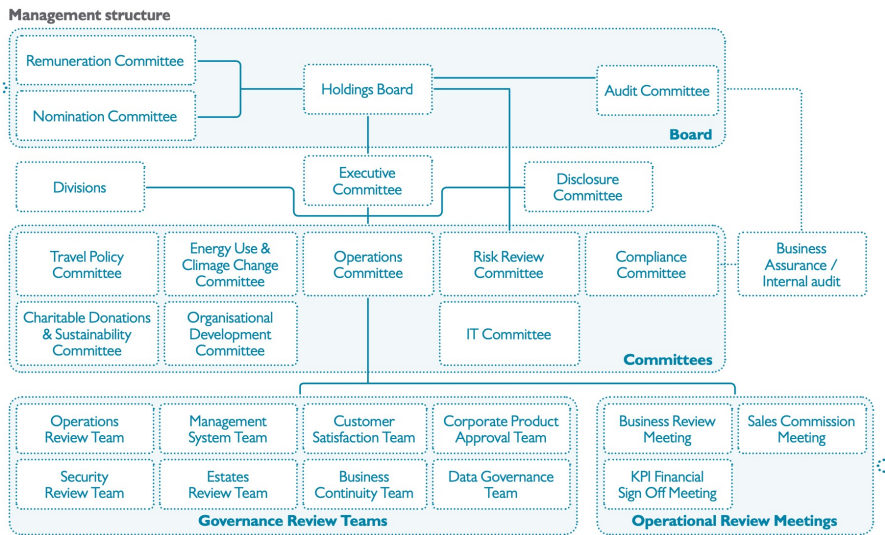 Management structure
Remuneration Committee
Nomination Committee
Holdings Board
Audit Committee
Board
Divisions
Executive
Committee
Disclosure
Committee
Travel Policy
Committee
Energy Use &
Climage Change
Committee
Operations
Committee
Risk Review
Committee
Compliance
Committee
Business
Assurance /
Internal audit
Charitable Donations
& Sustainability
Committee
Organisational
Development
Committee
IT Committee
Committees
Operations
Review Team
Management
System Team
Customer
Satisfaction Team
Corporate Product
Approval Team
Security
Review Team
Estates
Review Team
Business
Continuity Team
Data Governance
Team
Governance Review Teams
Business Review
Meeting
Sales Commission
Meeting
KPI Financial
Sign Off Meeting
Operational Review Meetings